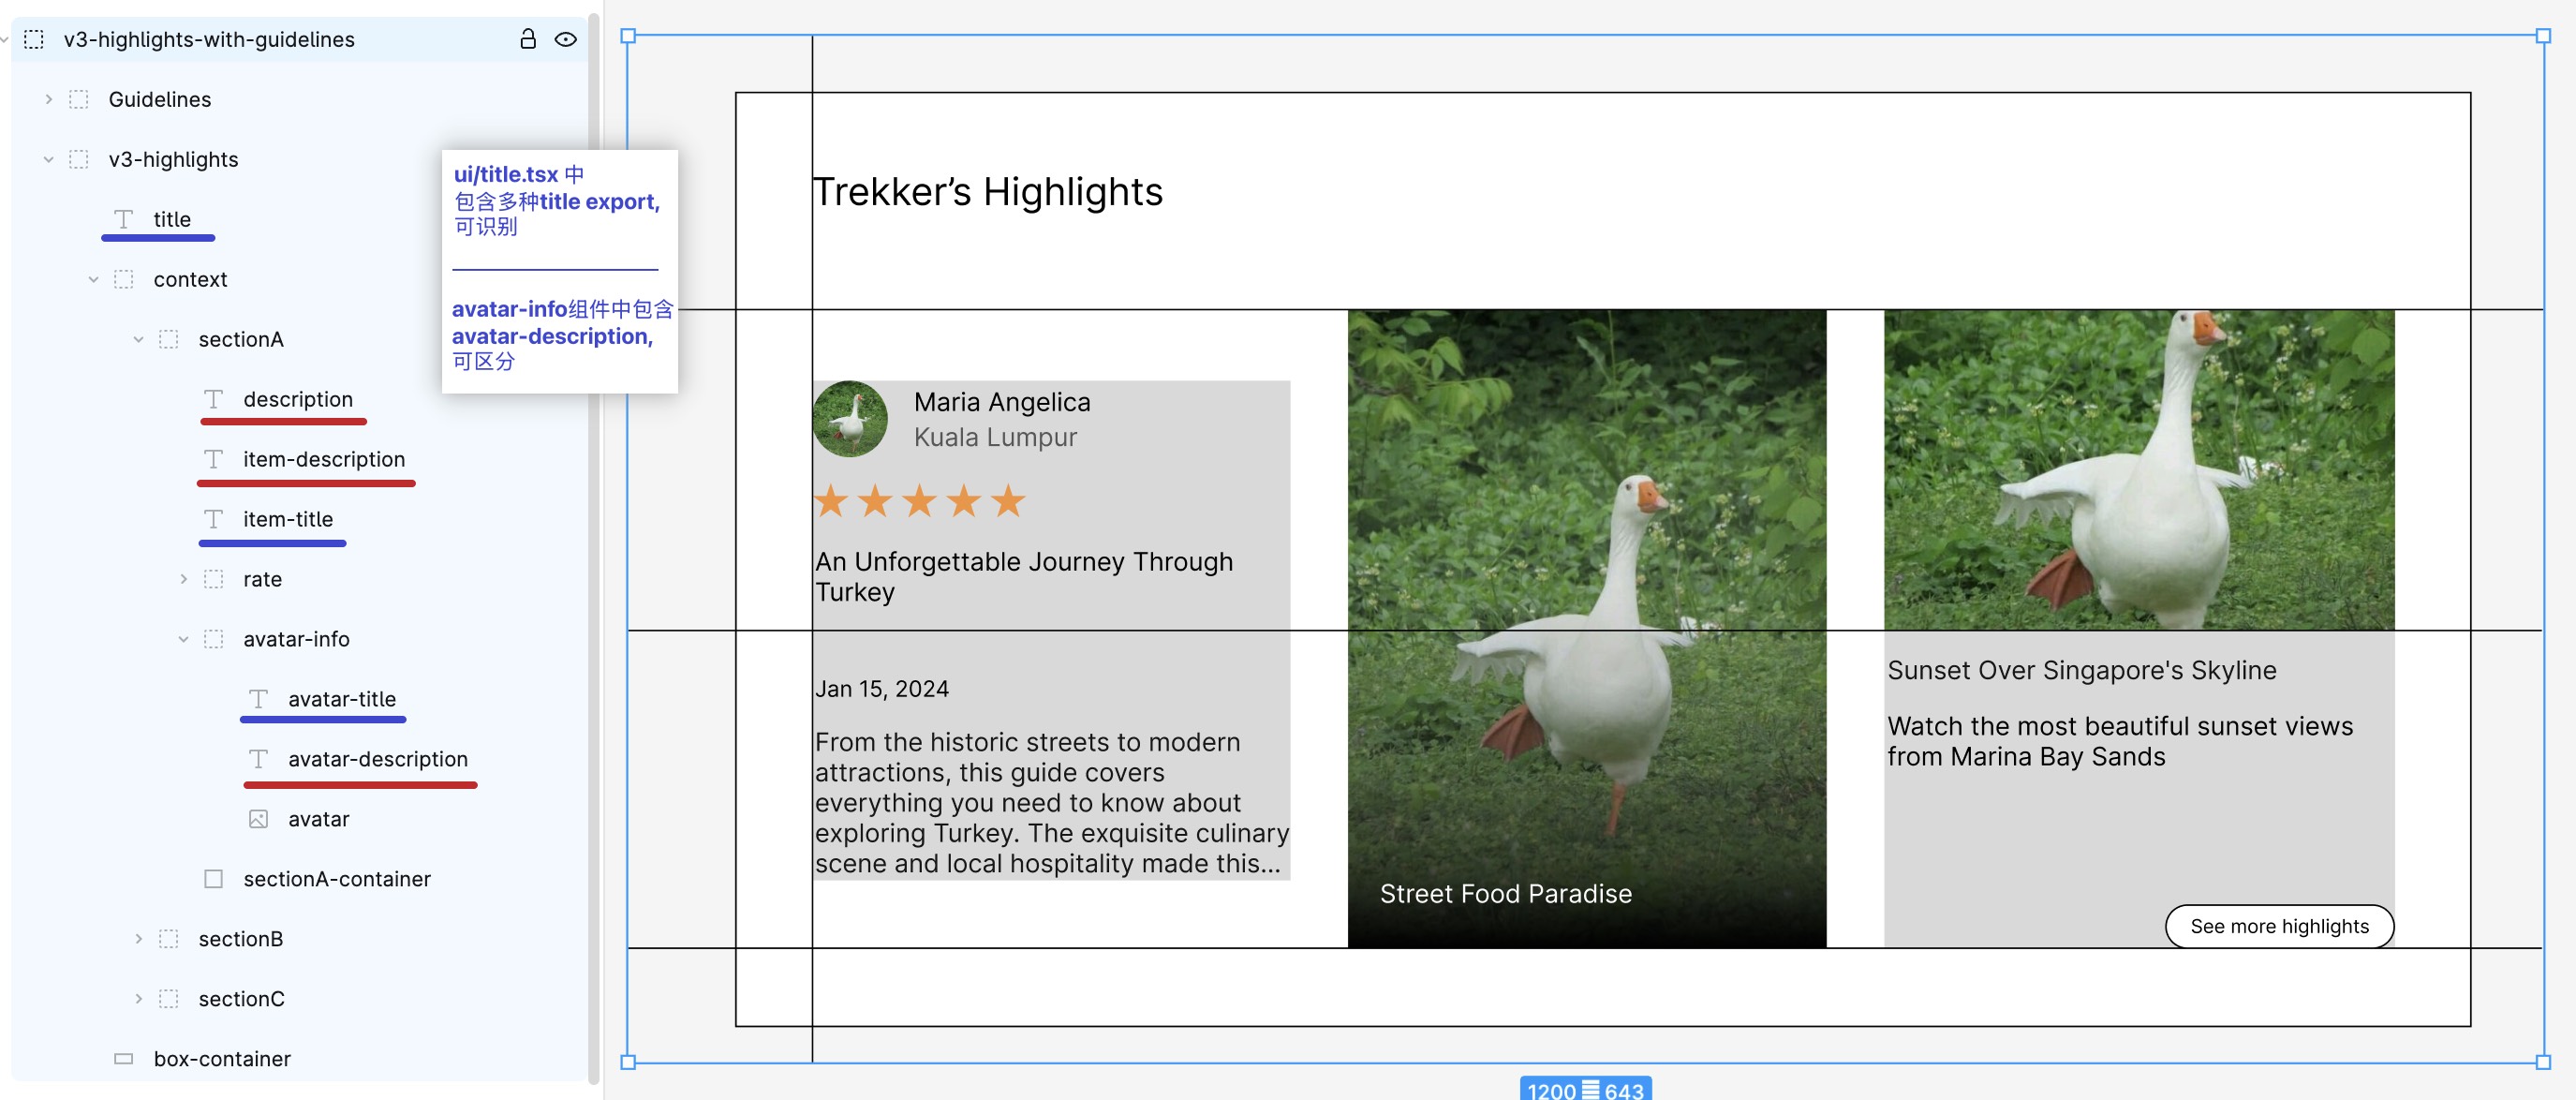 v3-highlights-with-guidelines
Guidelines
v3-highlights
title
context
sectionA
description
item-description
item-title
rate
avatar-info
avatar-title
avatar-description
avatar
sectionA-container
sectionB
sectionC
box-container
ui/title.tsx 中
包含多种title export,
可识别
avatar-info组件中包含
avatar-description,
可区分
Trekker’s Highlights
Maria Angelica
Kuala Lumpur
An Unforgettable Journey Through
Turkey
Jan 15, 2024
From the historic streets to modern
attractions, this guide covers
everything you need to know about
exploring Turkey. The exquisite culinary
scene and local hospitality made this...
Street Food Paradise
Sunset Over Singapore's Skyline
Watch the most beautiful sunset views
from Marina Bay Sands
See more highlights
1200 643